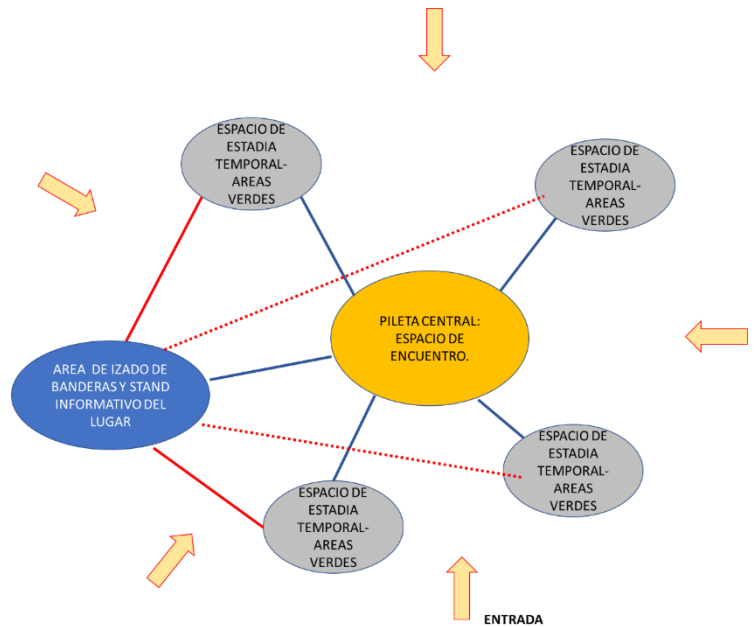 ESPACIO DE
ESTADIA
TEMPORAL-
AREAS
VERDES
ESPACIO DE
ESTADIA
TEMPORAL-
AREAS
VERDES
PILETA CENTRAL:
ESPACIO DE
ENCUENTRO.
AREA DE IZADO DE
BANDERAS Y STAND
INFORMATIVO DEL
LUGAR
ESPACIO DE
ESTADIA
TEMPORAL-
AREAS
VERDES
ESPACIO DE
ESTADIA
TEMPORAL-
AREAS
VERDES
ENTRADA